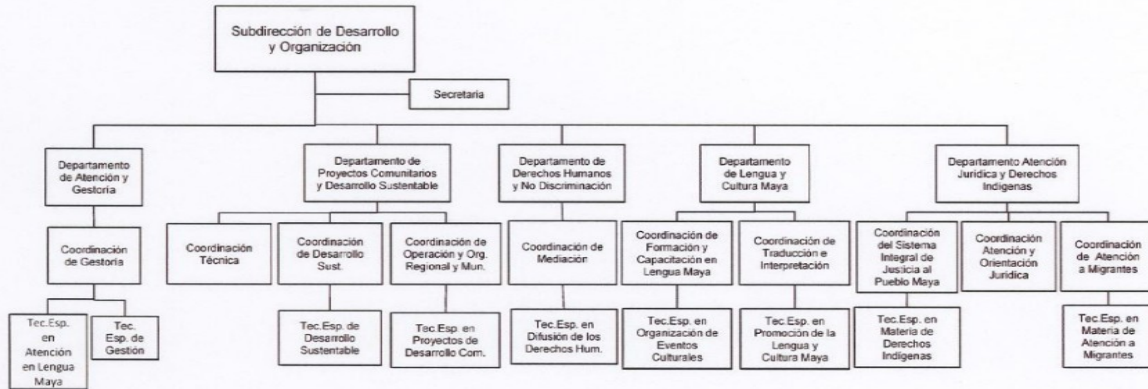 Subdirección de Desarrollo
y Organización
Secretaria
Departamento
de Atención y
Gestoría
Departamento de
Proyectos Comunitarios
y Desarrollo Sustentable
Departamento de
Derechos Humanos
y No Discriminación
Departamento
de Lengua y
Cultura Maya
Departamento Atención
Jurídica y Derechos
Indígenas
Coordinación
de Gestoría
Coordinación
Técnica
Coordinación
de Desarrollo
Sust.
Coordinación de
Operación y Org.
Regional y Mun.
Coordinación de
Mediación
Coordinación de
Formación y
Capacitación en
Lengua Maya
Coordinación de
Traducción e
Interpretación
Coordinación
del Sistema
Integral de
Justicia al
Pueblo Maya
Coordinación
Atención y
Orientación
Jurídica
Coordinación
de Atención
a Migrantes
Tec.Esp.
en
Atención
en Lengua
Maya
Tec.
Esp. de
Gestión
Tec.Esp. de
Desarrollo
Sustentable
Tec.Esp. en
Proyectos de
Desarrollo Com.
Tec.Esp. en
Difusión de los
Derechos Hum.
Tec.Esp. en
Organización de
Eventos
Culturales
Tec.Esp. en
Promoción de la
Lengua y
Cultura Maya
Tec.Esp. en
Materia de
Derechos
Indígenas
Tec.Esp. en
Materia de
Atención a
Migrantes